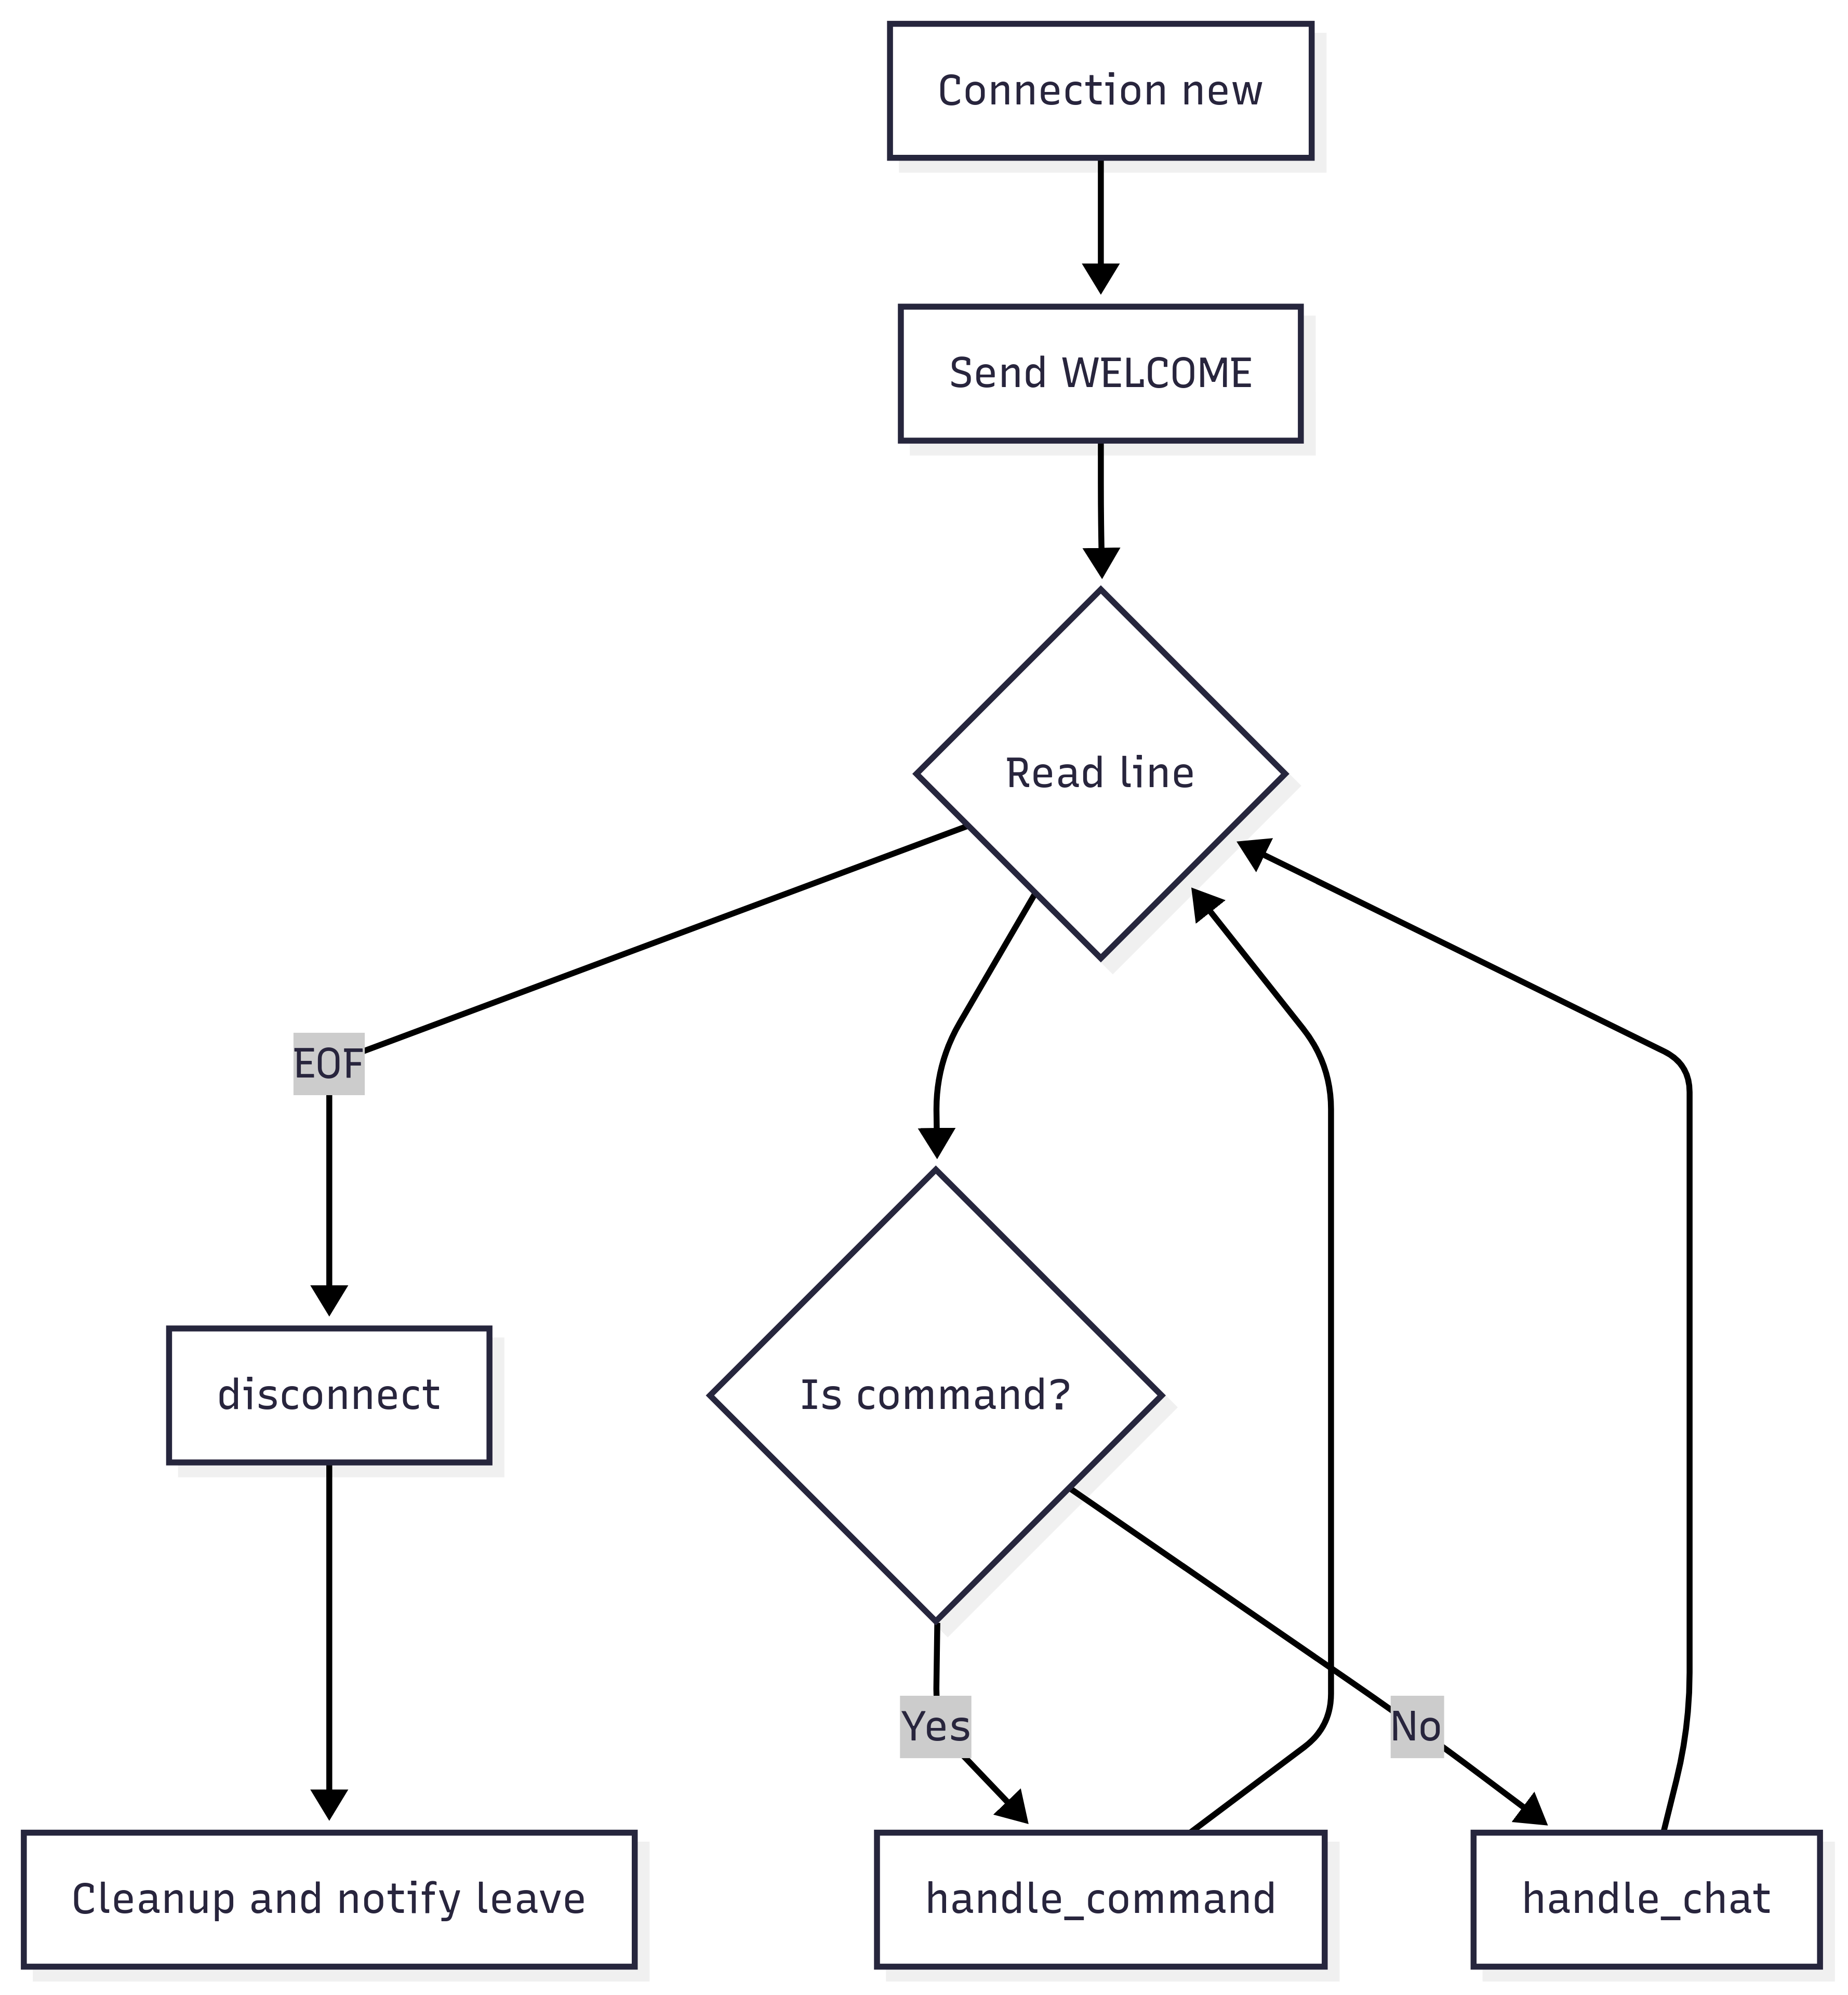 Connection new
Send WELCOME
Read line
EOF
disconnect
Is command?
Yes
No
Cleanup and notify leave
handle_command
handle_chat